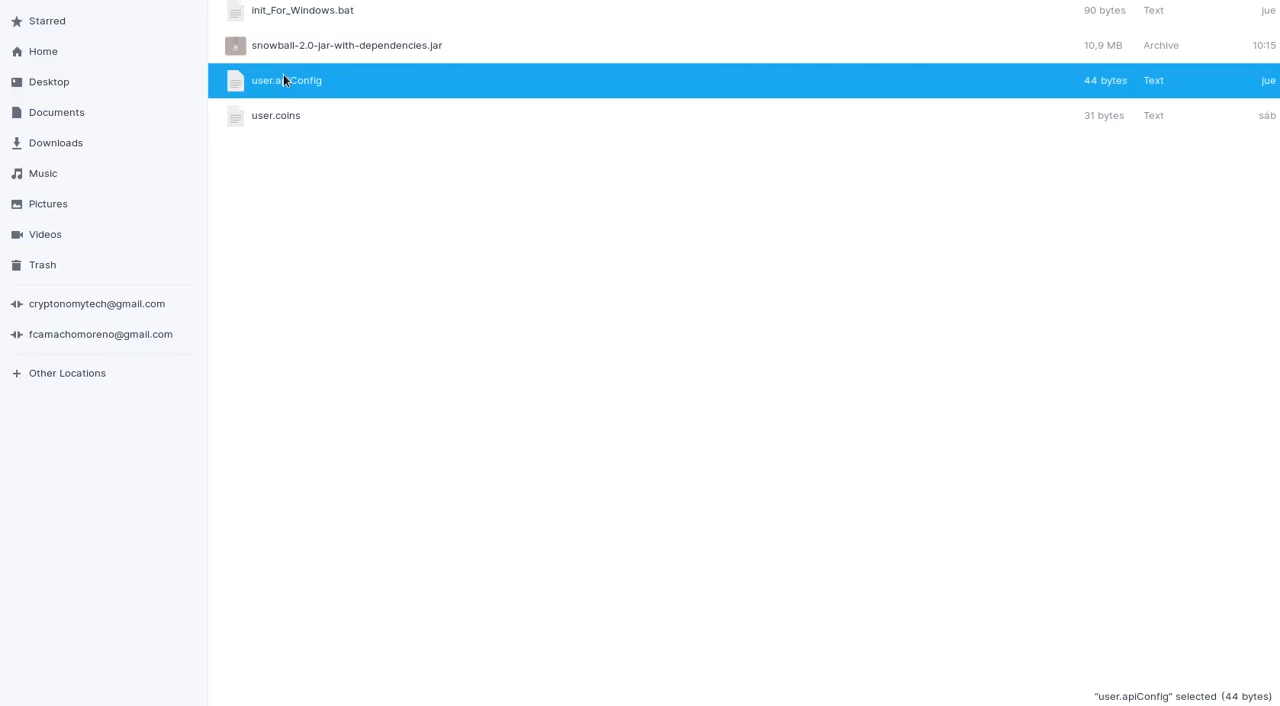 Starred
Home
Desktop
Documents
Downloads
Music
Pictures
Videos
Trash
cryptonomytech@gmail.com
fcamachomoreno@gmail.com
Other Locations
init_For_Windows.bat 90 bytes Text jue
snowball-2.0-jar-with-dependencies.jar 10,9 MB Archive 10:15
user.apiConfig 44 bytes Text jue
user.coins 31 bytes Text sáb
"user.apiConfig" selected (44 bytes)